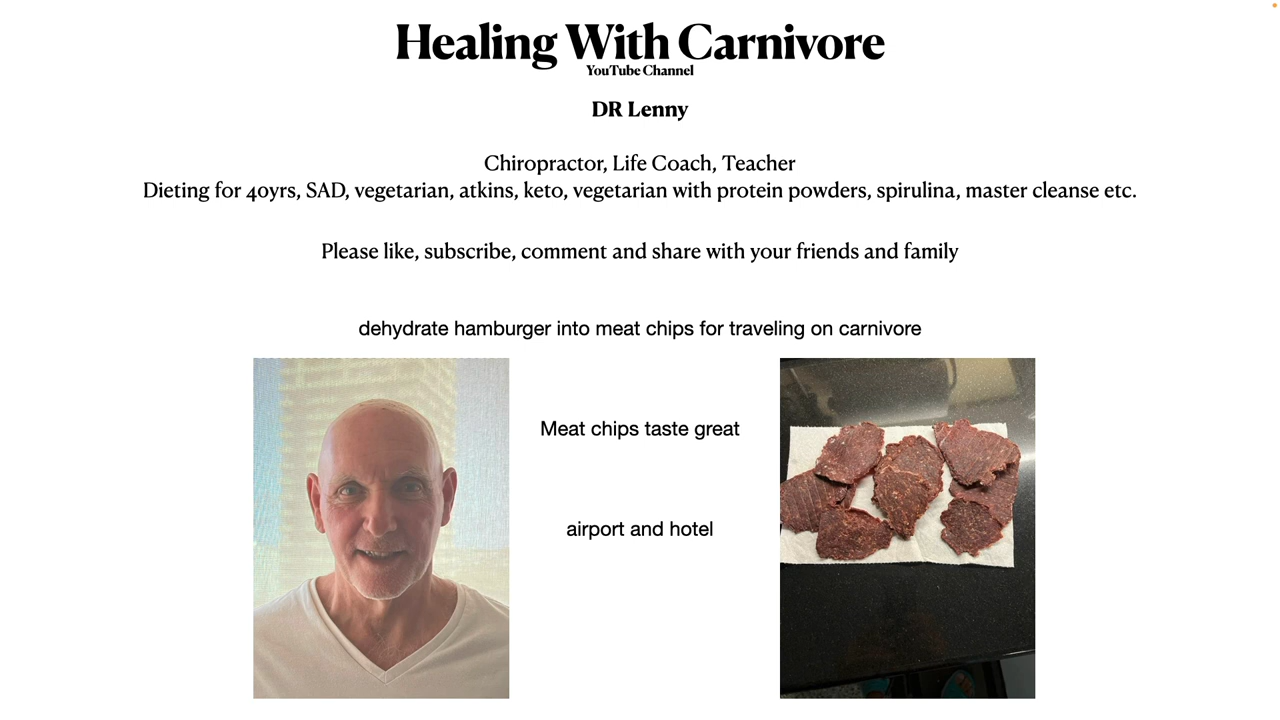 Healing With Carnivore
YouTube Channel
DR Lenny
Chiropractor, Life Coach, Teacher
Dieting for 40yrs, SAD, vegetarian, atkins, keto, vegetarian with protein powders, spirulina, master cleanse etc.
Please like, subscribe, comment and share with your friends and family
dehydrate hamburger into meat chips for traveling on carnivore
Meat chips taste great
airport and hotel